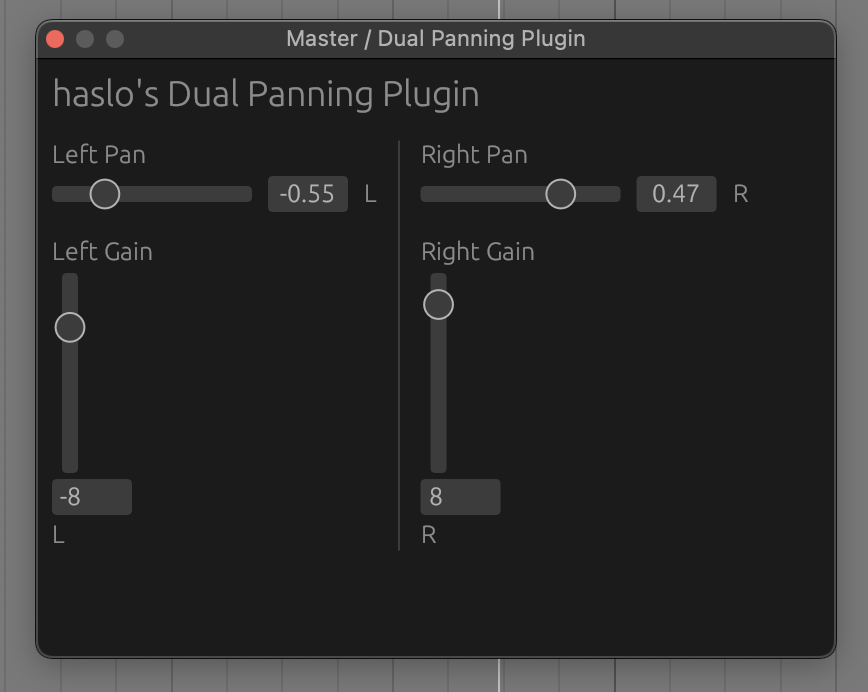 Master / Dual Panning Plugin
haslo's Dual Panning Plugin
Left Pan
-0.55 L
Left Gain
-8
L
Right Pan
0.47 R
Right Gain
8
R